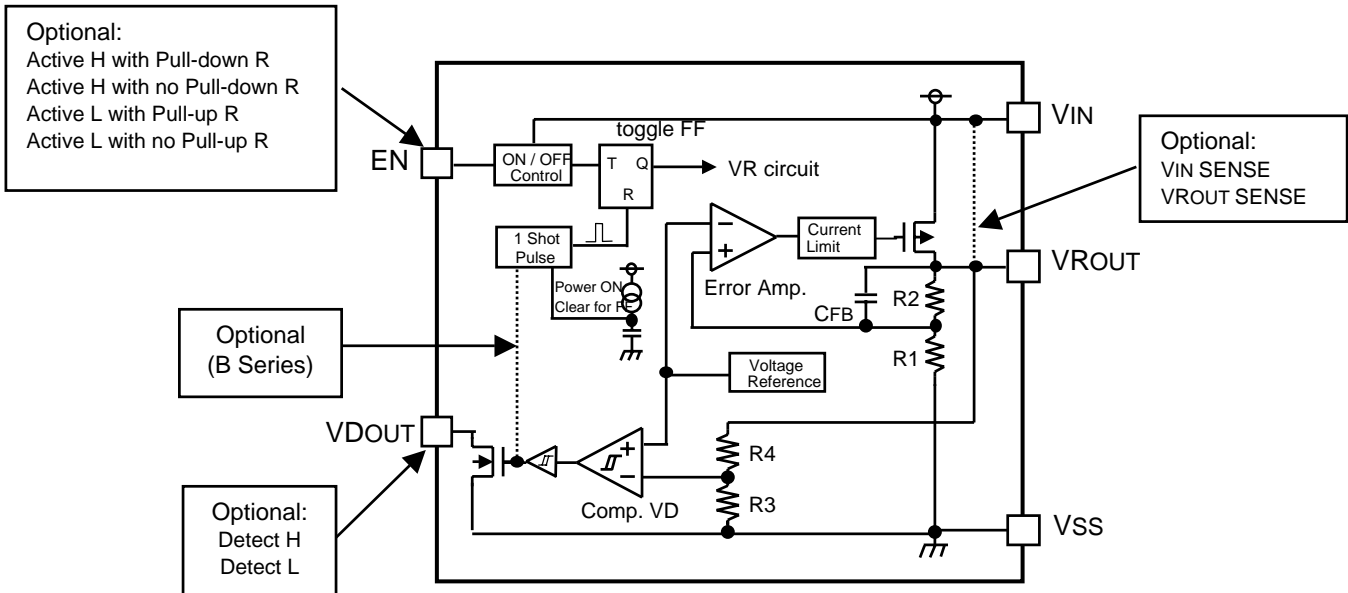 Optional:
Active H with Pull-down R
Active H with no Pull-down R
Active L with Pull-up R
Active L with no Pull-up R
EN
toggle FF
ON / OFF
Control
T Q
R
VR circuit
VIN
Optional:
VIN SENSE
VROUT SENSE
1 Shot
Pulse
Power ON
Clear for FF
Error Amp.
Current
Limit
VROUT
CFB
R2
R1
Optional
(B Series)
Voltage
Reference
VDOUT
Comp. VD
R4
R3
VSS
Optional:
Detect H
Detect L